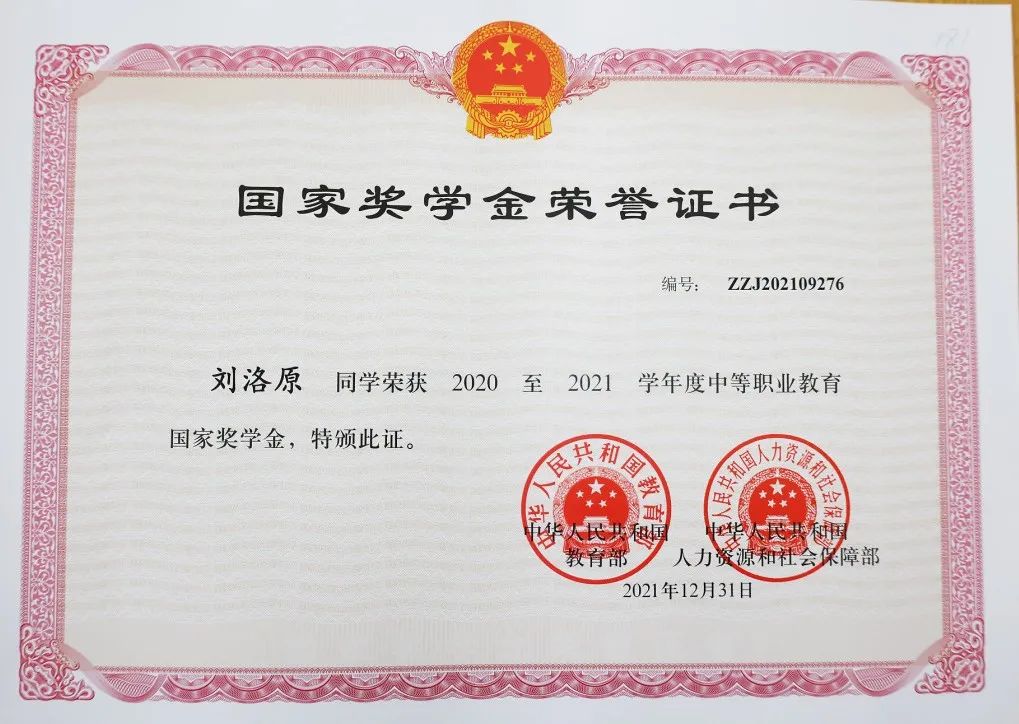 国家奖学金荣誉证书
编号： ZZJ202109276
刘洛原 同学荣获 2020 至 2021 学年度中等职业教育
国家奖学金，特颁此证。
中华人民共和国教育部
中华人民共和国人力资源和社会保障部
中华人民共和国 中华人民共和国
教育部 人力资源和社会保障部
2021年12月31日